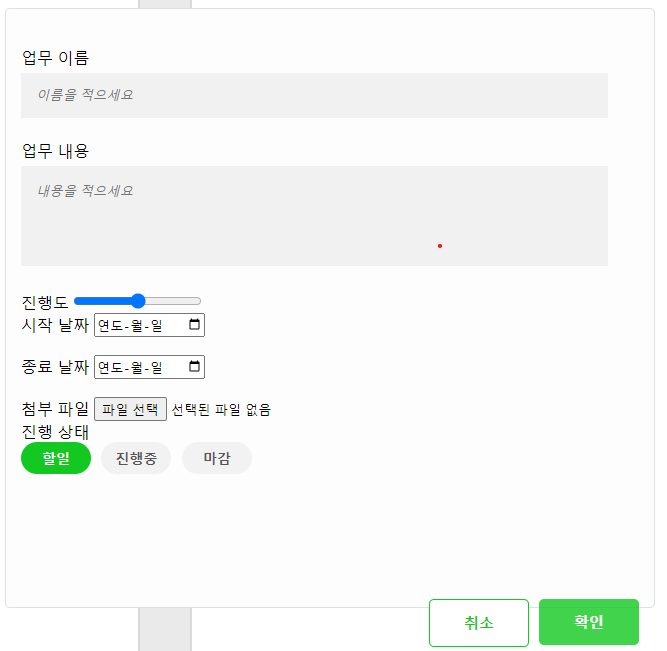 업무 이름
이름을 적으세요
업무 내용
내용을 적으세요
진행도
시작 날짜 연도-월-일
종료 날짜 연도-월-일
첨부 파일 파일 선택 선택된 파일 없음
진행 상태
할일 진행중 마감
취소 확인